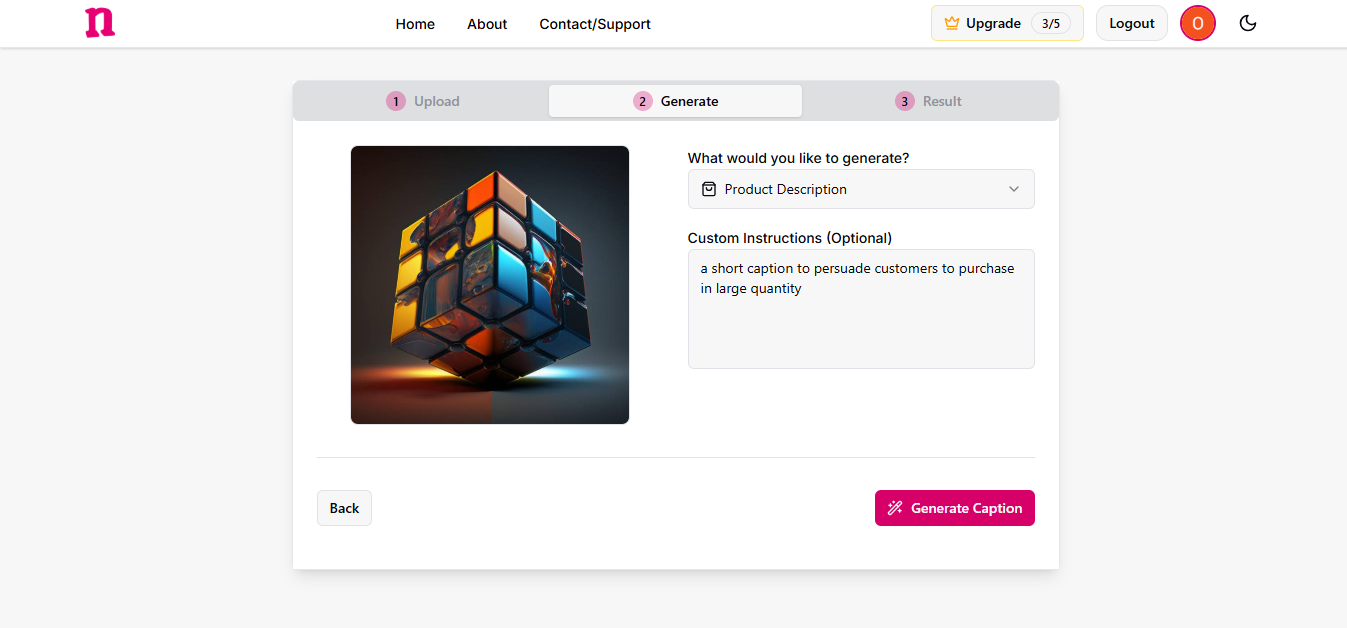 n
Home
About
Contact/Support
Upgrade 3/5
Logout
O
1 Upload
2 Generate
3 Result
What would you like to generate?
Product Description
Custom Instructions (Optional)
a short caption to persuade customers to purchase
in large quantity
Back
Generate Caption